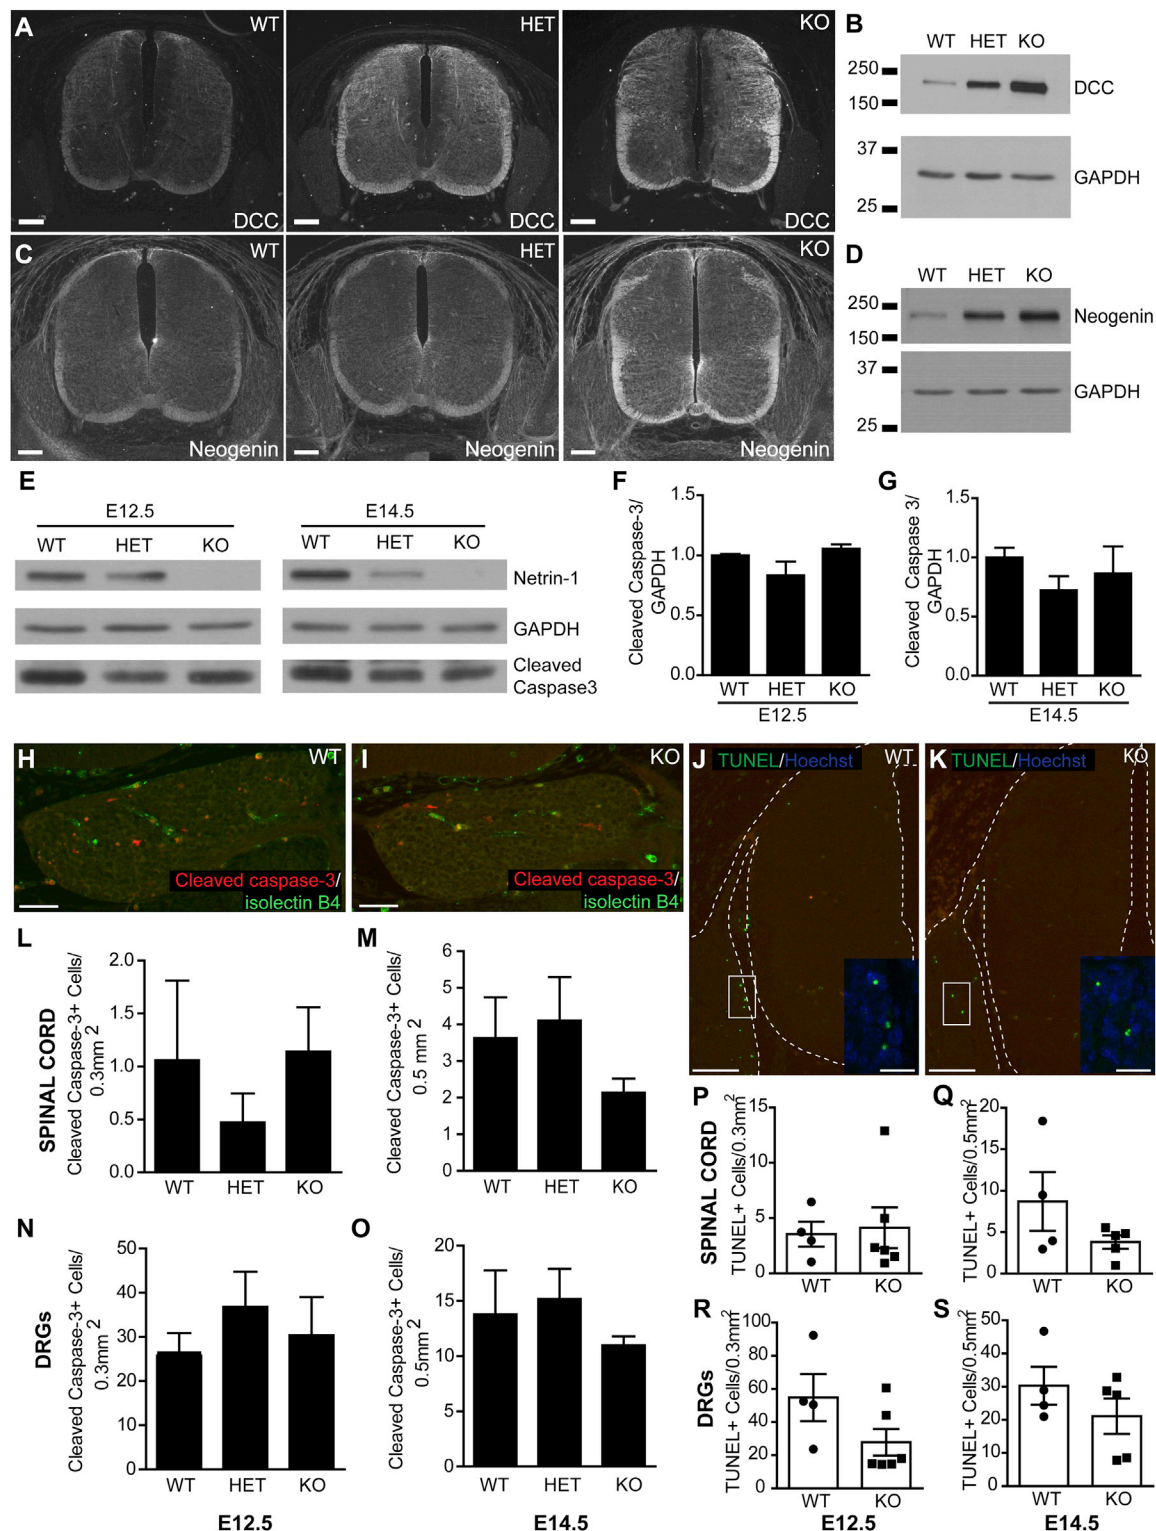 A WT HET KO
DCC DCC DCC
B WT HET KO
250
150
DCC
37
25
GAPDH
C WT HET KO
Neogenin Neogenin Neogenin
D WT HET KO
250
150
Neogenin
37
25
GAPDH
E
E12.5 E14.5
WT HET KO WT HET KO
Netrin-1
GAPDH
Cleaved
Caspase3
F
Cleaved Caspase-3/
GAPDH
1.5
1.0
0.5
0.0
WT HET KO
E12.5
G
Cleaved Caspase 3/
GAPDH
1.5
1.0
0.5
0.0
WT HET KO
E14.5
H WT
Cleaved caspase-3/
isolectin B4
I KO
Cleaved caspase-3/
isolectin B4
J TUNEL/Hoechst WT
K TUNEL/Hoechst KO
L
SPINAL CORD
Cleaved Caspase-3+ Cells/
0.3mm 2
2.0
1.5
1.0
0.5
0.0
WT HET KO
M
Cleaved Caspase-3+ Cells/
0.5 mm 2
6
5
4
3
2
1
0
WT HET KO
N
DRGs
Cleaved Caspase-3+ Cells/
0.3mm 2
50
40
30
20
10
0
WT HET KO
E12.5
O
Cleaved Caspase-3+ Cells/
0.5mm 2
20
15
10
5
0
WT HET KO
E14.5
P
SPINAL CORD
TUNEL+ Cells/0.3mm2
15
10
5
0
WT KO
Q
TUNEL+ Cells/0.5mm2
20
15
10
5
0
WT KO
R
DRGs
TUNEL+ Cells/0.3mm2
100
80
60
40
20
0
WT KO
E12.5
S
TUNEL+ Cells/0.5mm2
50
40
30
20
10
0
WT KO
E14.5